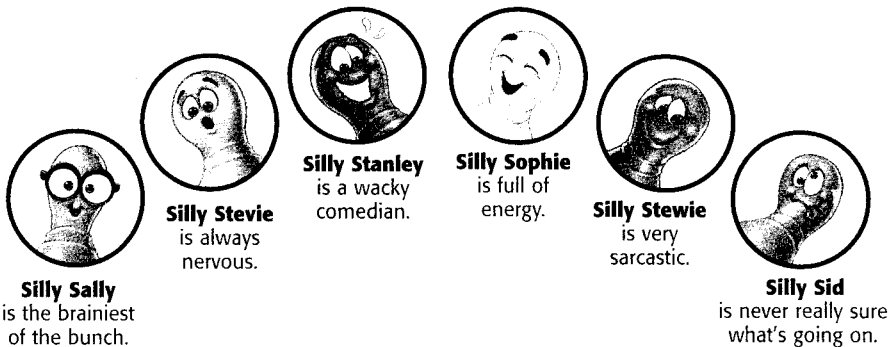 Silly Sally
is the brainiest
of the bunch.
Silly Stevie
is always
nervous.
Silly Stanley
is a wacky
comedian.
Silly Sophie
is full of
energy.
Silly Stewie
is very
sarcastic.
Silly Sid
is never really sure
what's going on.